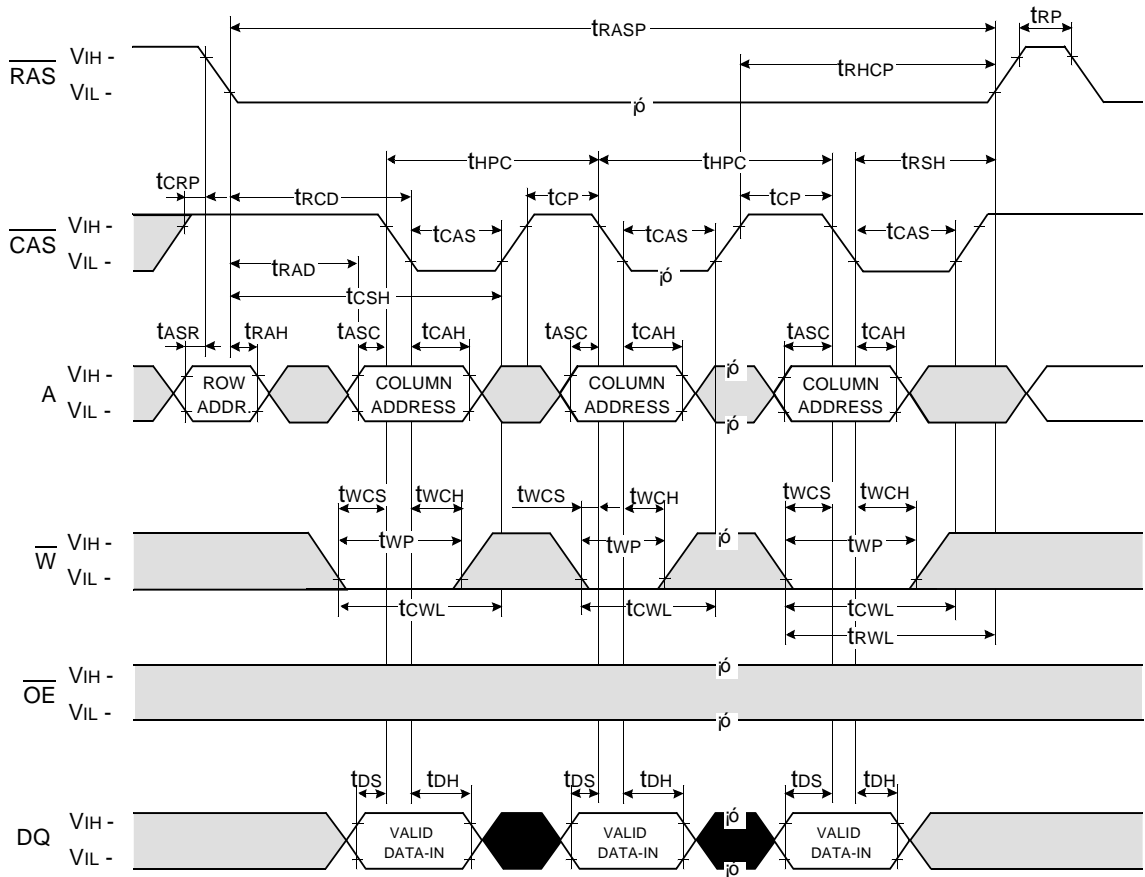 tRASP
tRP
VIH -
RAS
VIL -
tRHCP
¡ó
tHPC
tHPC
tRSH
tCRP
tRCD
tCP
tCP
VIH -
CAS
VIL -
tCAS
tCAS
tCAS
¡ó
tRAD
tCSH
tASR
tRAH
tASC
tCAH
tASC
tCAH
tASC
tCAH
VIH -
A
VIL -
ROW
ADDR.
COLUMN
ADDRESS
COLUMN
ADDRESS
¡ó
¡ó
COLUMN
ADDRESS
tWCS
tWCH
tWCS
tWCH
tWCS
tWCH
VIH -
W
VIL -
tWP
tWP
¡ó
tWP
tCWL
tCWL
tCWL
tRWL
VIH -
OE
VIL -
¡ó
¡ó
tDS
tDH
tDS
tDH
tDS
tDH
VIH -
DQ
VIL -
VALID
DATA-IN
VALID
DATA-IN
¡ó
¡ó
VALID
DATA-IN